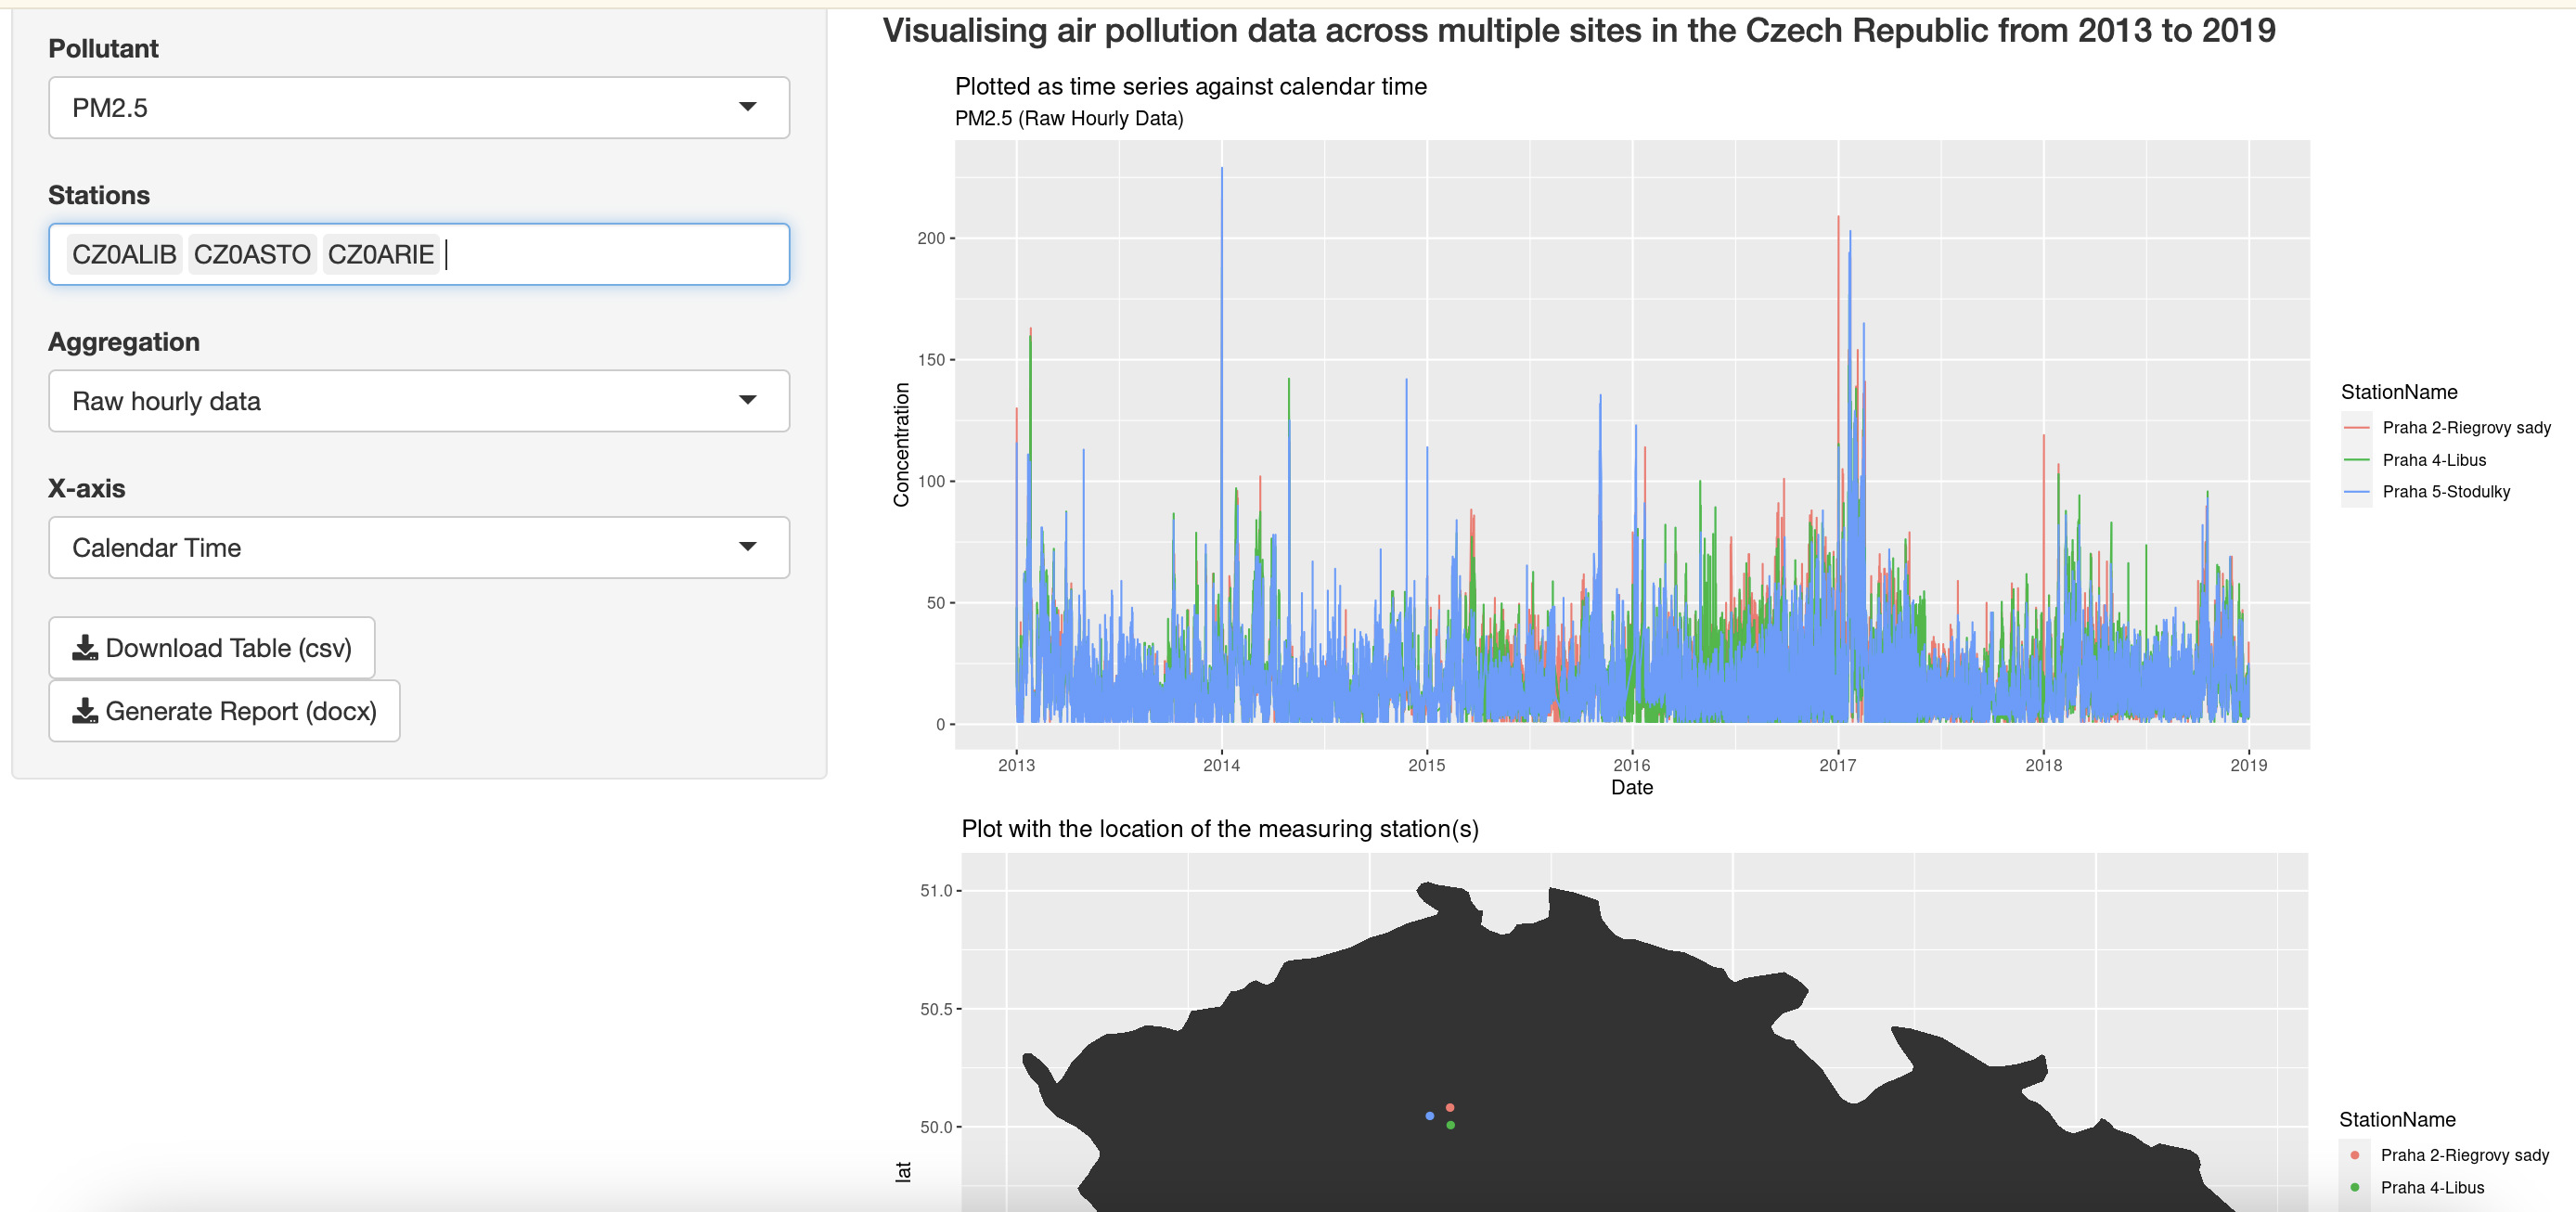 Pollutant
PM2.5
Stations
CZ0ALIB CZ0ASTO CZ0ARIE
Aggregation
Raw hourly data
X-axis
Calendar Time
Download Table (csv)
Generate Report (docx)
Visualising air pollution data across multiple sites in the Czech Republic from 2013 to 2019
Plotted as time series against calendar time
PM2.5 (Raw Hourly Data)
Concentration
200
150
100
50
0
2013 2014 2015 2016 2017 2018 2019
Date
StationName
Praha 2-Riegrovy sady
Praha 4-Libus
Praha 5-Stodulky
Plot with the location of the measuring station(s)
51.0
50.5
50.0
lat
StationName
Praha 2-Riegrovy sady
Praha 4-Libus